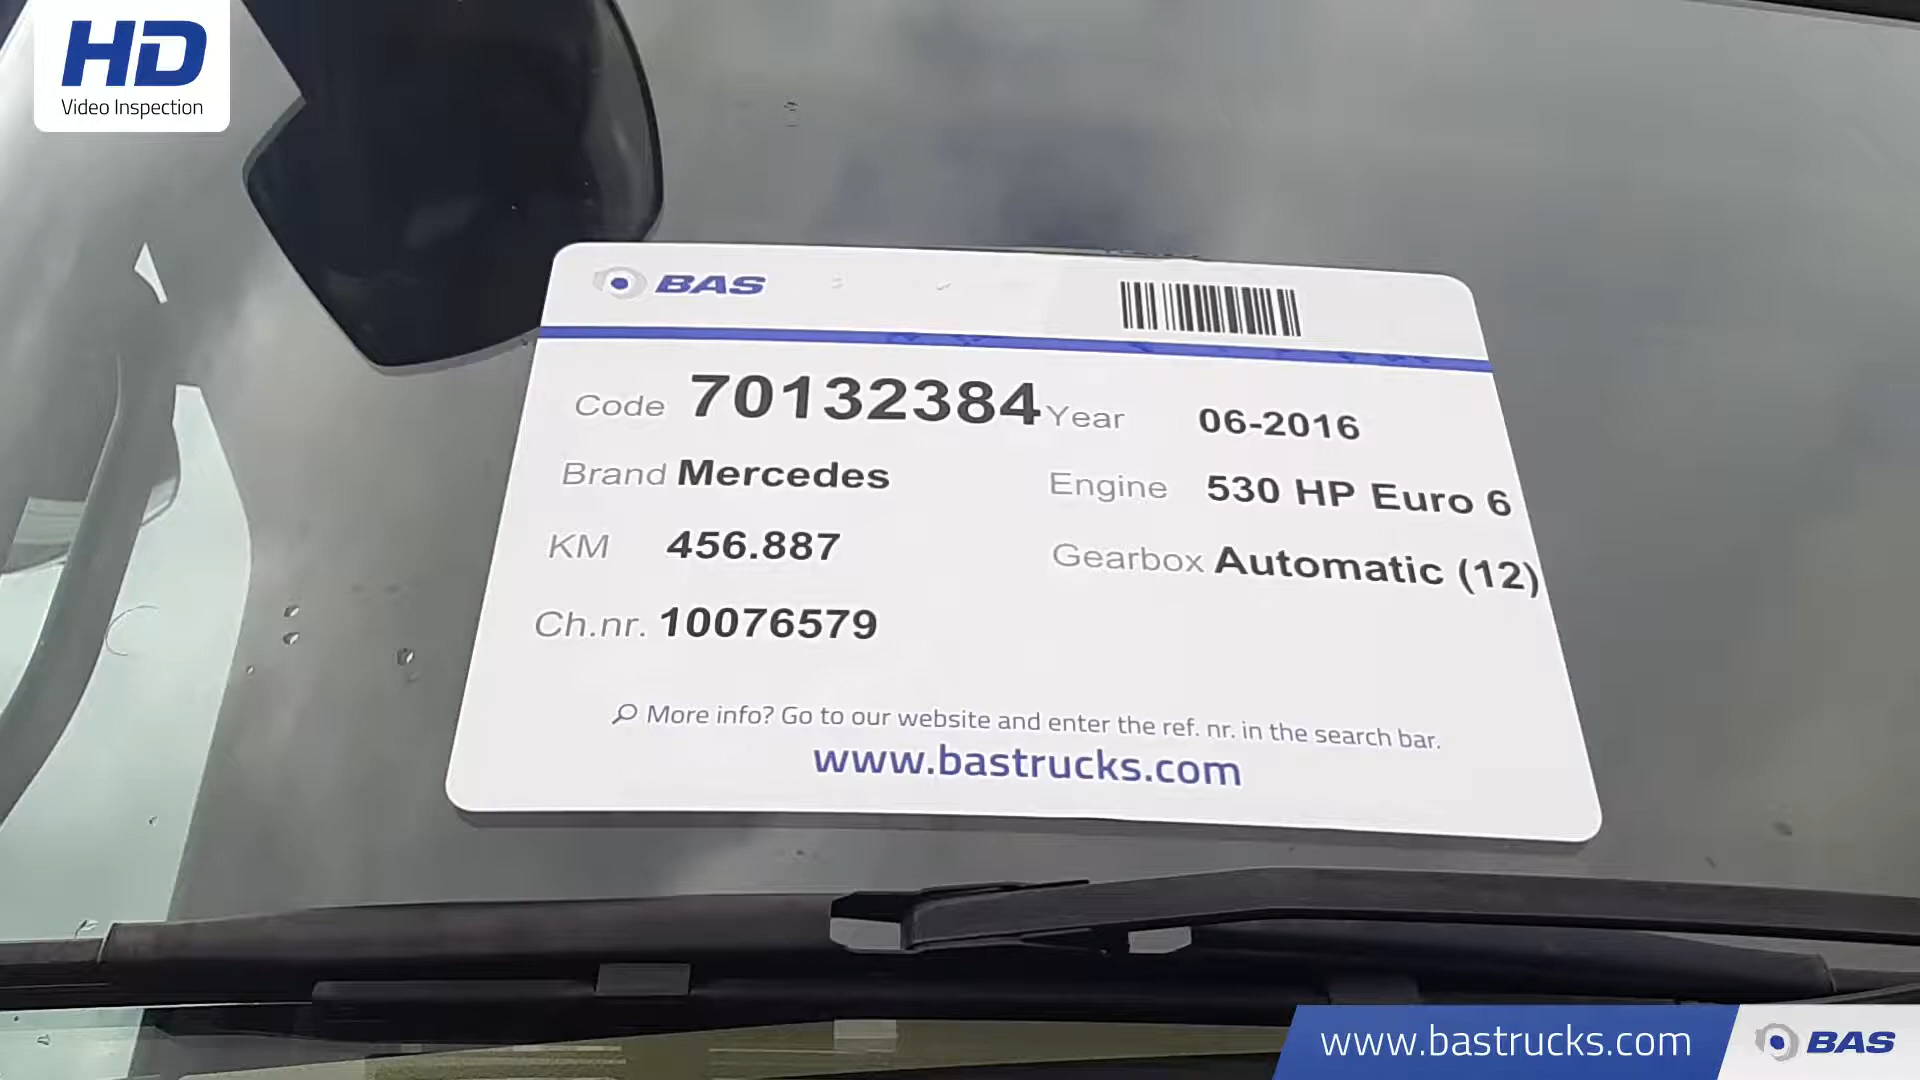 HD
Video Inspection
BAS
Code 70132384 Year 06-2016
Brand Mercedes Engine 530 HP Euro 6
KM 456.887 Gearbox Automatic (12)
Ch.nr. 10076579
More info? Go to our website and enter the ref. nr. in the search bar.
www.bastrucks.com
www.bastrucks.com BAS